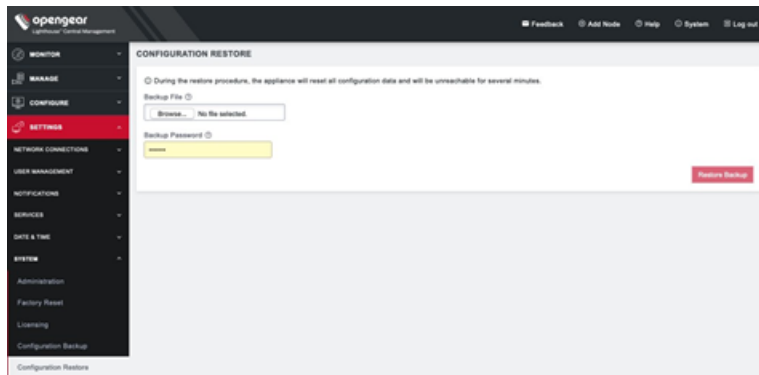 opengear
Lighthouse Central Management
Feedback
Add Node
Help
System
Log out
MONITOR
MANAGE
CONFIGURE
SETTINGS
NETWORK CONNECTIONS
USER MANAGEMENT
NOTIFICATIONS
SERVICES
DATE & TIME
SYSTEM
Administration
Factory Reset
Licensing
Configuration Backup
Configuration Restore
CONFIGURATION RESTORE
During the restore procedure, the appliance will reset all configuration data and will be unreachable for several minutes.
Backup File
Browse... No file selected.
Backup Password
Restore Backup